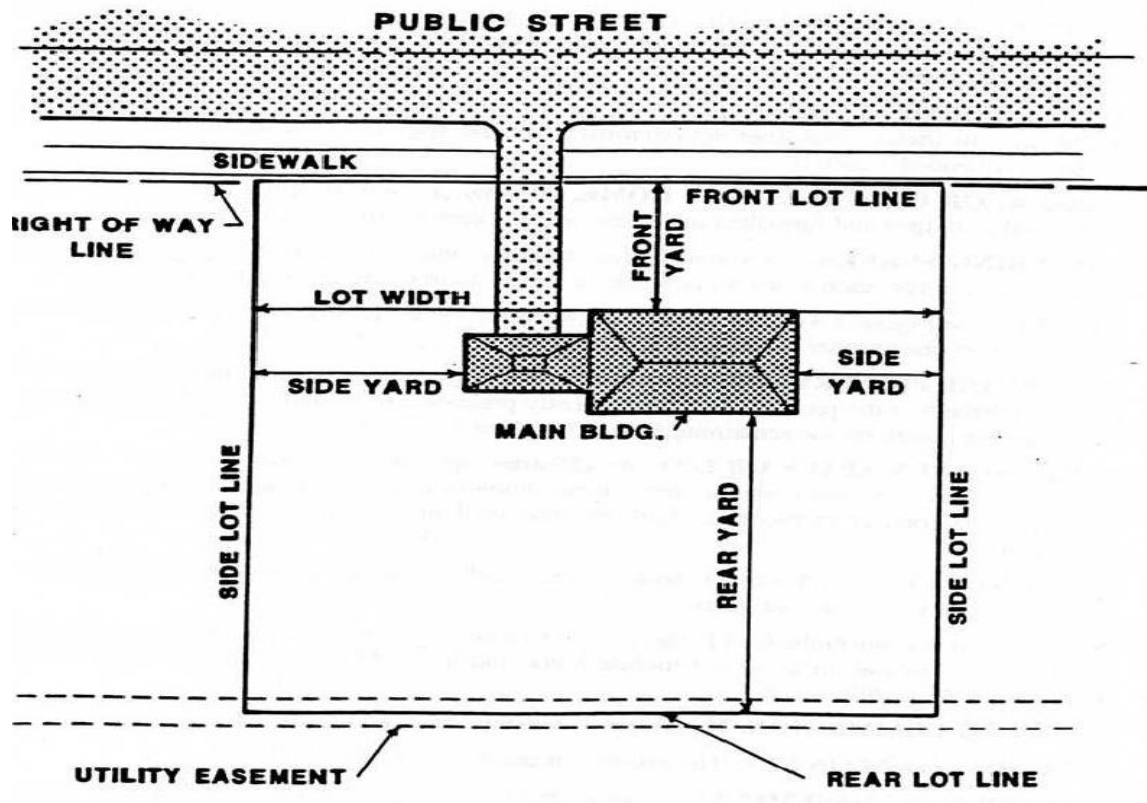 PUBLIC STREET
SIDEWALK
FRONT LOT LINE
RIGHT OF WAY
LINE
FRONT
YARD
LOT WIDTH
SIDE YARD
SIDE
YARD
MAIN BLDG.
SIDE LOT LINE
REAR YARD
SIDE LOT LINE
UTILITY EASEMENT
REAR LOT LINE